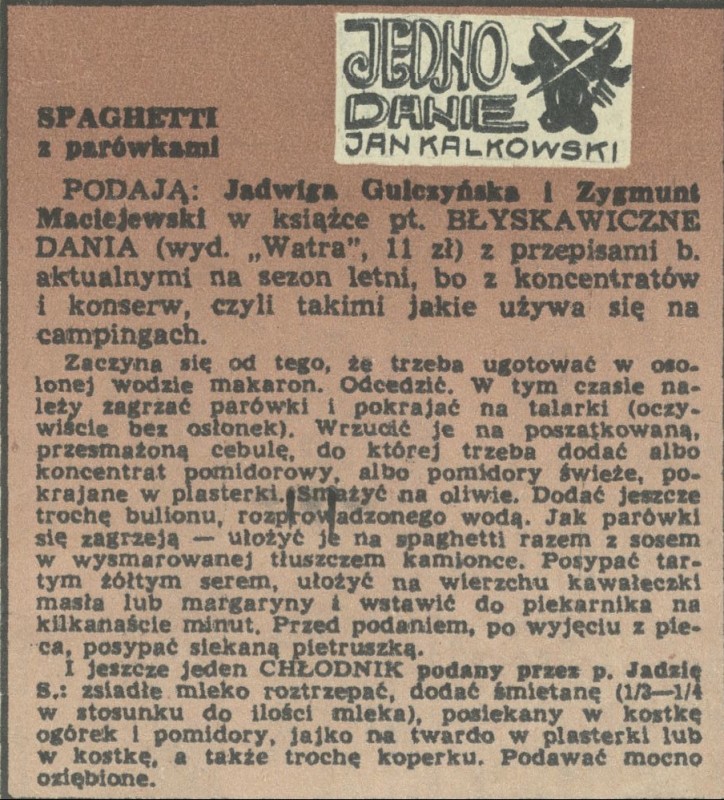 JEDNO
DANIE
JAN KALKOWSKI
SPAGHETTI
z parówkami
PODAJĄ: Jadwiga Gulczyńska i Zygmunt
Maciejewski w książce pt. BŁYSKAWICZNE
DANIA (wyd. „Watra”, 11 zł) z przepisami b.
aktualnymi na sezon letni, bo z koncentratów
i konserw, czyli takimi jakie używa się na
campingach.
Zaczyna się od tego, że trzeba ugotować w oso-
lonej wodzie makaron. Odcedzić. W tym czasie na-
leży zagrzać parówki i pokrajać na talarki (oczy-
wiście bez osłonek). Wrzucić je na poszatkowaną,
przesmażoną cebulę, do której trzeba dodać albo
koncentrat pomidorowy, albo pomidory świeże, po-
krajane w plasterki. Smażyć na oliwie. Dodać jeszcze
trochę bulionu, rozprowadzonego wodą. Jak parówki
się zagrzeją — ułożyć je na spaghetti razem z sosem
w wysmarowanej tłuszczem kamionce. Posypać tar-
tym żółtym serem, ułożyć na wierzchu kawałeczki
masła lub margaryny i wstawić do piekarnika na
kilkanaście minut. Przed podaniem, po wyjęciu z pie-
ca, posypać siekaną pietruszką.
I jeszcze jeden CHŁODNIK podany przez p. Jadzię
S.: zsiadłe mleko roztrzepać, dodać śmietanę (1/3—1/4
w stosunku do ilości mleka), posiekany w kostkę
ogórek i pomidory, jajko na twardo w plasterki lub
w kostkę, a także trochę koperku. Podawać mocno
oziębione.